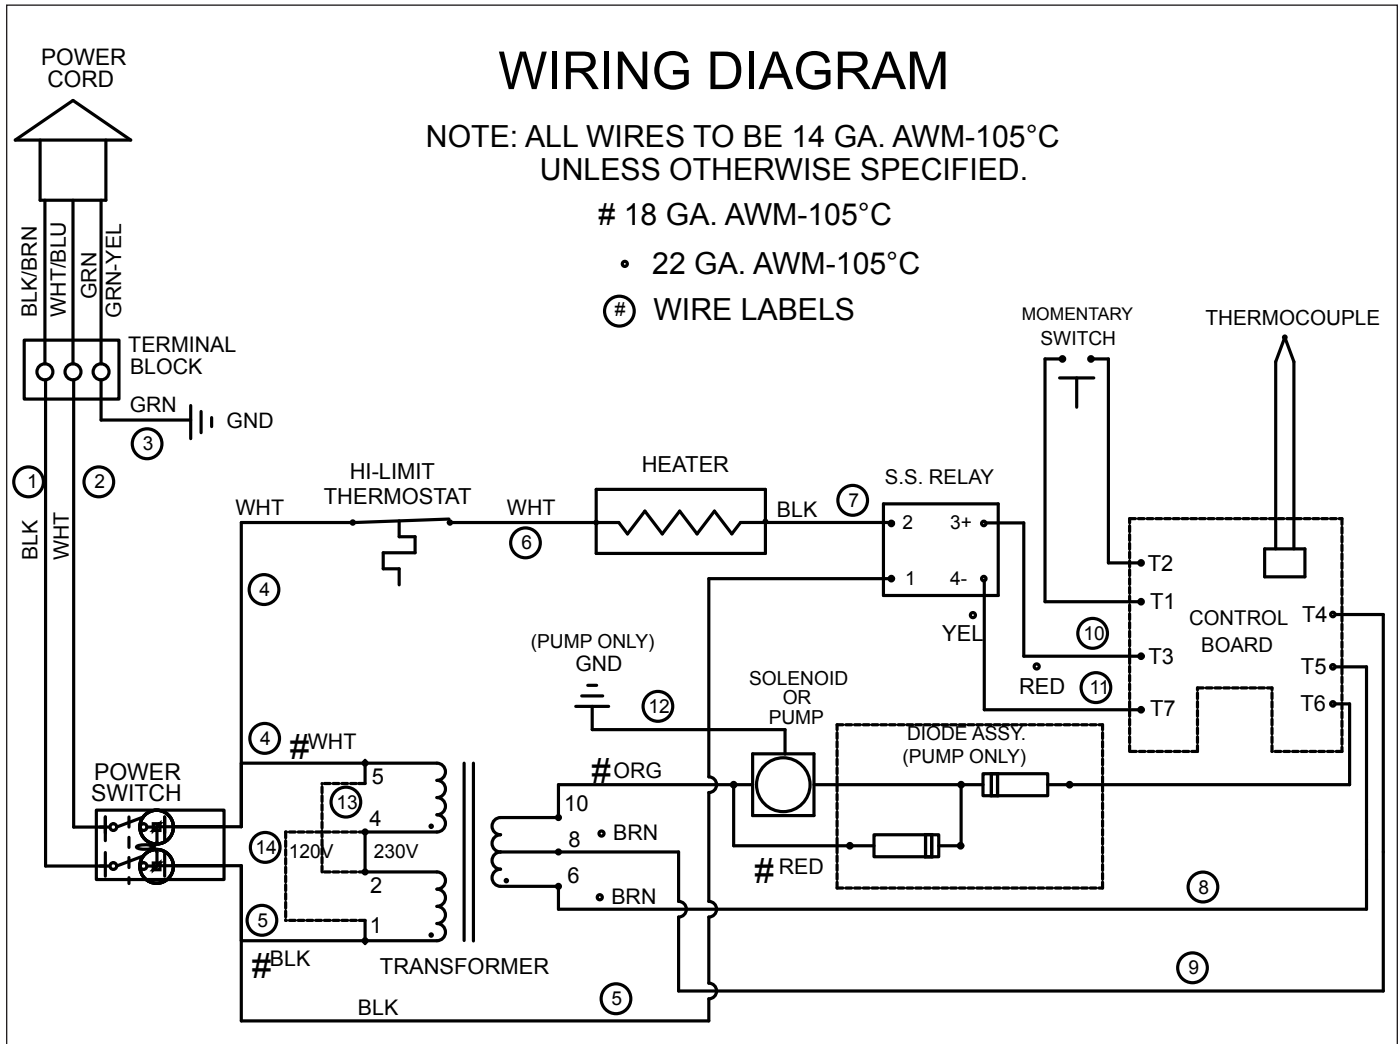 WIRING DIAGRAM
POWER
CORD
NOTE: ALL WIRES TO BE 14 GA. AWM-105°C
UNLESS OTHERWISE SPECIFIED.
# 18 GA. AWM-105°C
22 GA. AWM-105°C
# WIRE LABELS
BLK/BRN
WHT/BLU
GRN
GRN-YEL
TERMINAL
BLOCK
GRN
GND
3
1
2
BLK
WHT
MOMENTARY
SWITCH
THERMOCOUPLE
HI-LIMIT
THERMOSTAT
HEATER
S.S. RELAY
WHT
WHT
6
BLK
7
2 3+
1 4-
4
YEL
10
RED
11
T2
T1
T3
T7
CONTROL
BOARD
T4
T5
T6
(PUMP ONLY)
GND
12
SOLENOID
OR
PUMP
DIODE ASSY.
(PUMP ONLY)
4
#WHT
POWER
SWITCH
5
13
4
14
120V
230V
2
1
5
#BLK
TRANSFORMER
#ORG
10
BRN
8
6
BRN
# RED
8
9
BLK
5